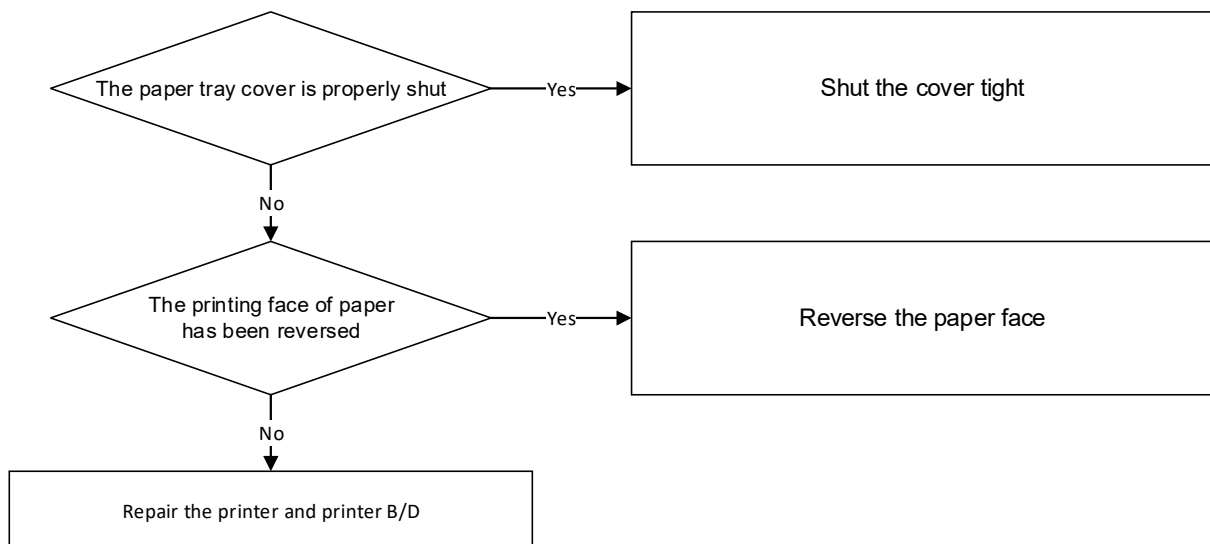 The paper tray cover is properly shut
Yes
Shut the cover tight
No
The printing face of paper
has been reversed
Yes
Reverse the paper face
No
Repair the printer and printer B/D